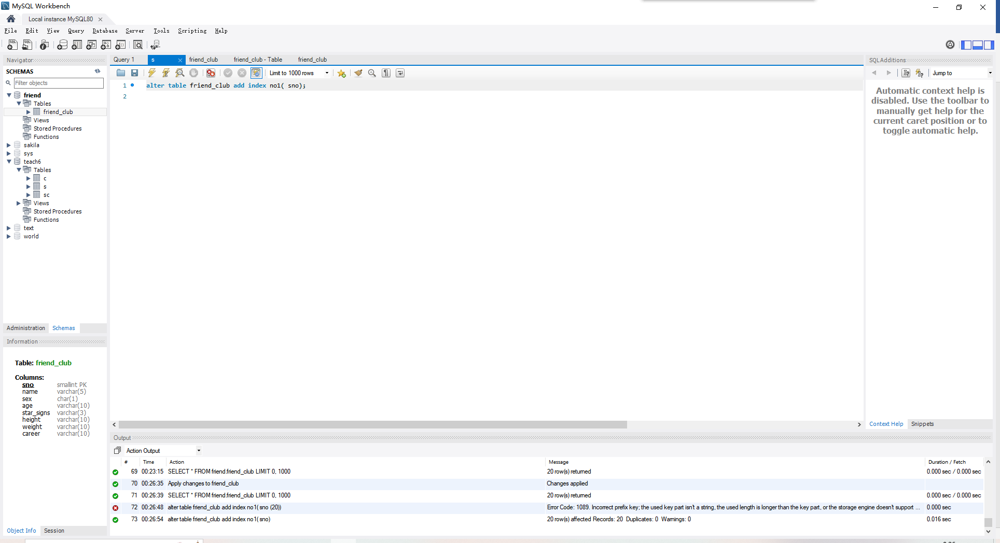 MySQL Workbench
Local instance MySQL80
File Edit View Query Database Server Tools Scripting Help
Navigator
SCHEMAS
Filter objects
friend
Tables
friend_club
Views
Stored Procedures
Functions
sakila
sys
teach6
Tables
c
s
sc
Views
Stored Procedures
Functions
text
world
Administration Schemas
Information
Table: friend_club
Columns:
sno smallint PK
name varchar(5)
sex char(1)
age varchar(10)
star_signs varchar(3)
height varchar(10)
weight varchar(10)
career varchar(10)
Object Info Session
Query 1 s friend_club friend_club - Table friend_club
Limit to 1000 rows
1 alter table friend_club add index no1( sno);
2
SQLAdditions
Jump to
Automatic context help is
disabled. Use the toolbar to
manually get help for the
current caret position or to
toggle automatic help.
Context Help Snippets
Output
Action Output
# Time Action Message Duration / Fetch
69 00:23:15 SELECT * FROM friend.friend_club LIMIT 0, 1000 20 row(s) returned 0.000 sec / 0.000 sec
70 00:26:35 Apply changes to friend_club Changes applied
71 00:26:39 SELECT * FROM friend.friend_club LIMIT 0, 1000 20 row(s) returned 0.000 sec / 0.000 sec
72 00:26:48 alter table friend_club add index no1( sno (20)) Error Code: 1089. Incorrect prefix key; the used key part isn't a string, the used length is longer than the key part, or the storage engine doesn't support ... 0.000 sec
73 00:26:54 alter table friend_club add index no1( sno) 20 row(s) affected Records: 20 Duplicates: 0 Warnings: 0 0.016 sec